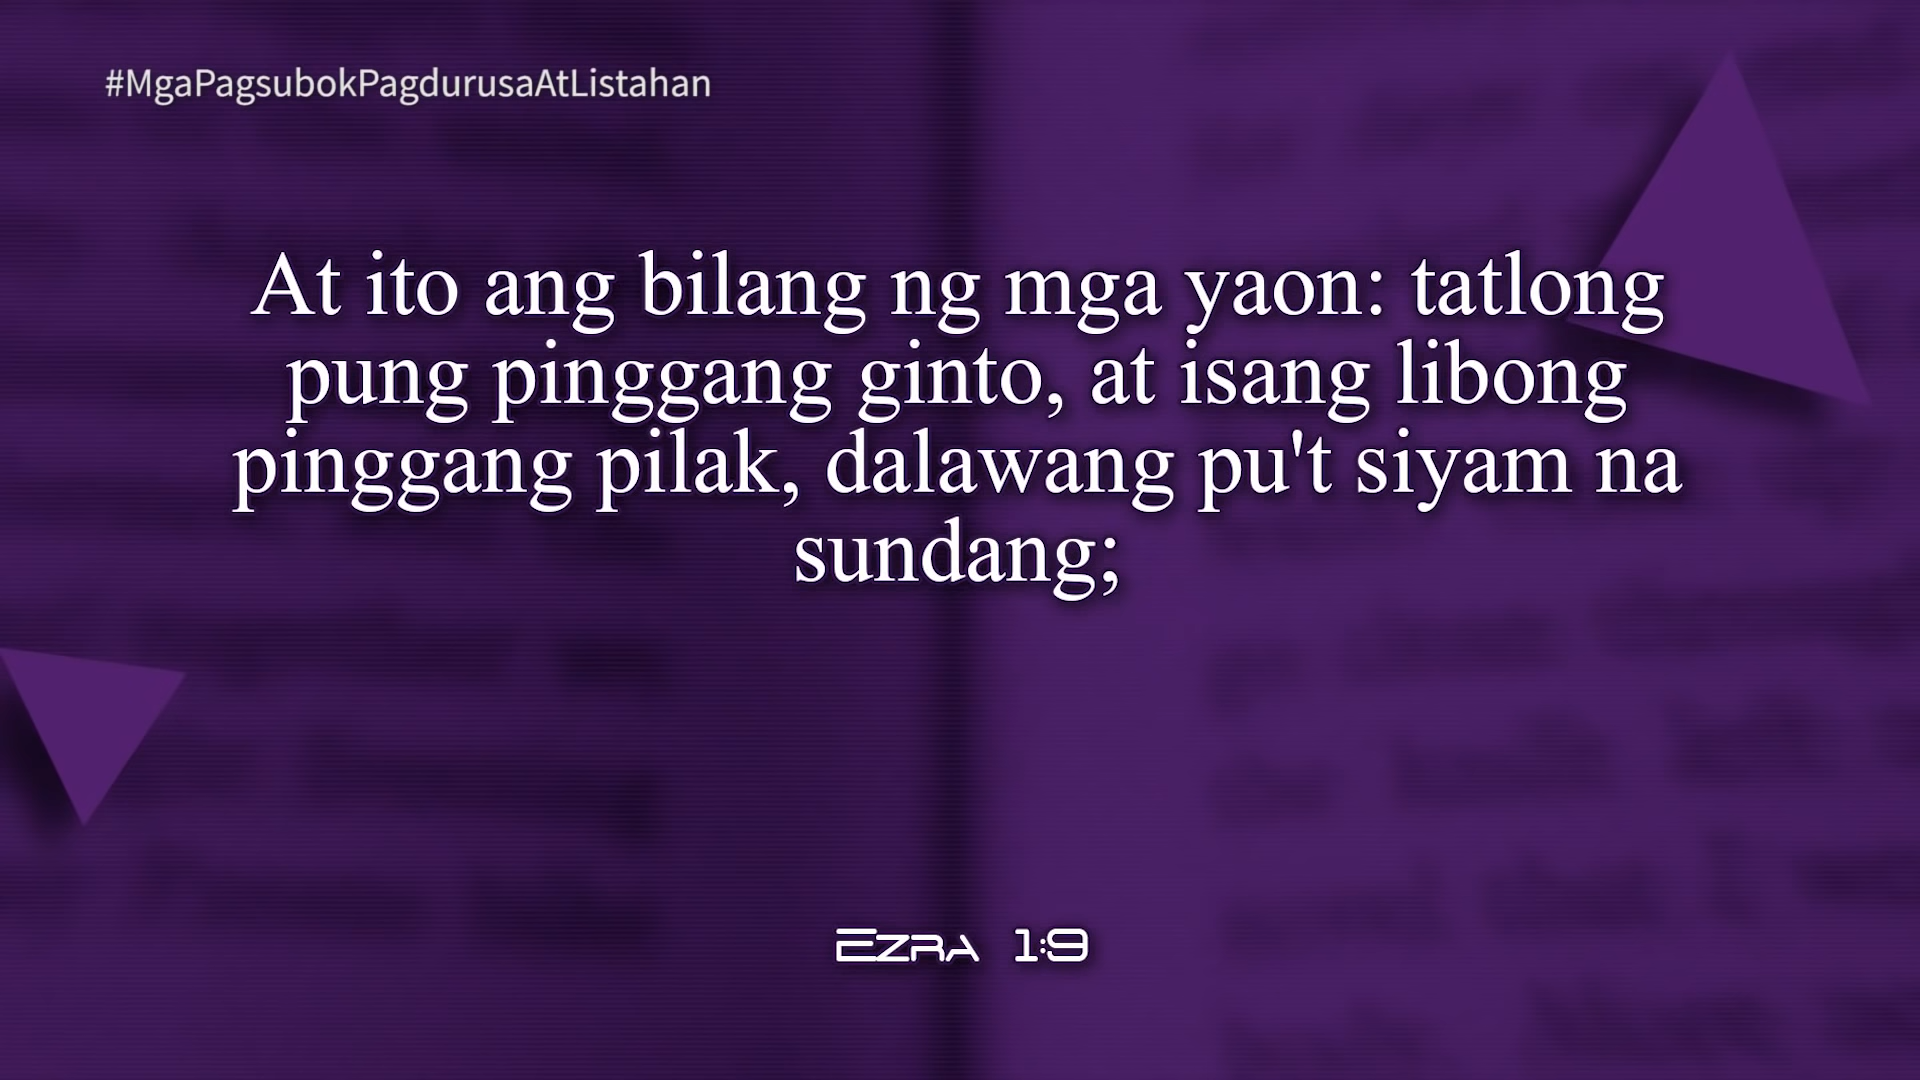 #MgaPagsubokPagdurusaAtListahan
At ito ang bilang ng mga yaon: tatlong
pung pinggang ginto, at isang libong
pinggang pilak, dalawang pu't siyam na
sundang;
Ezra 1:9